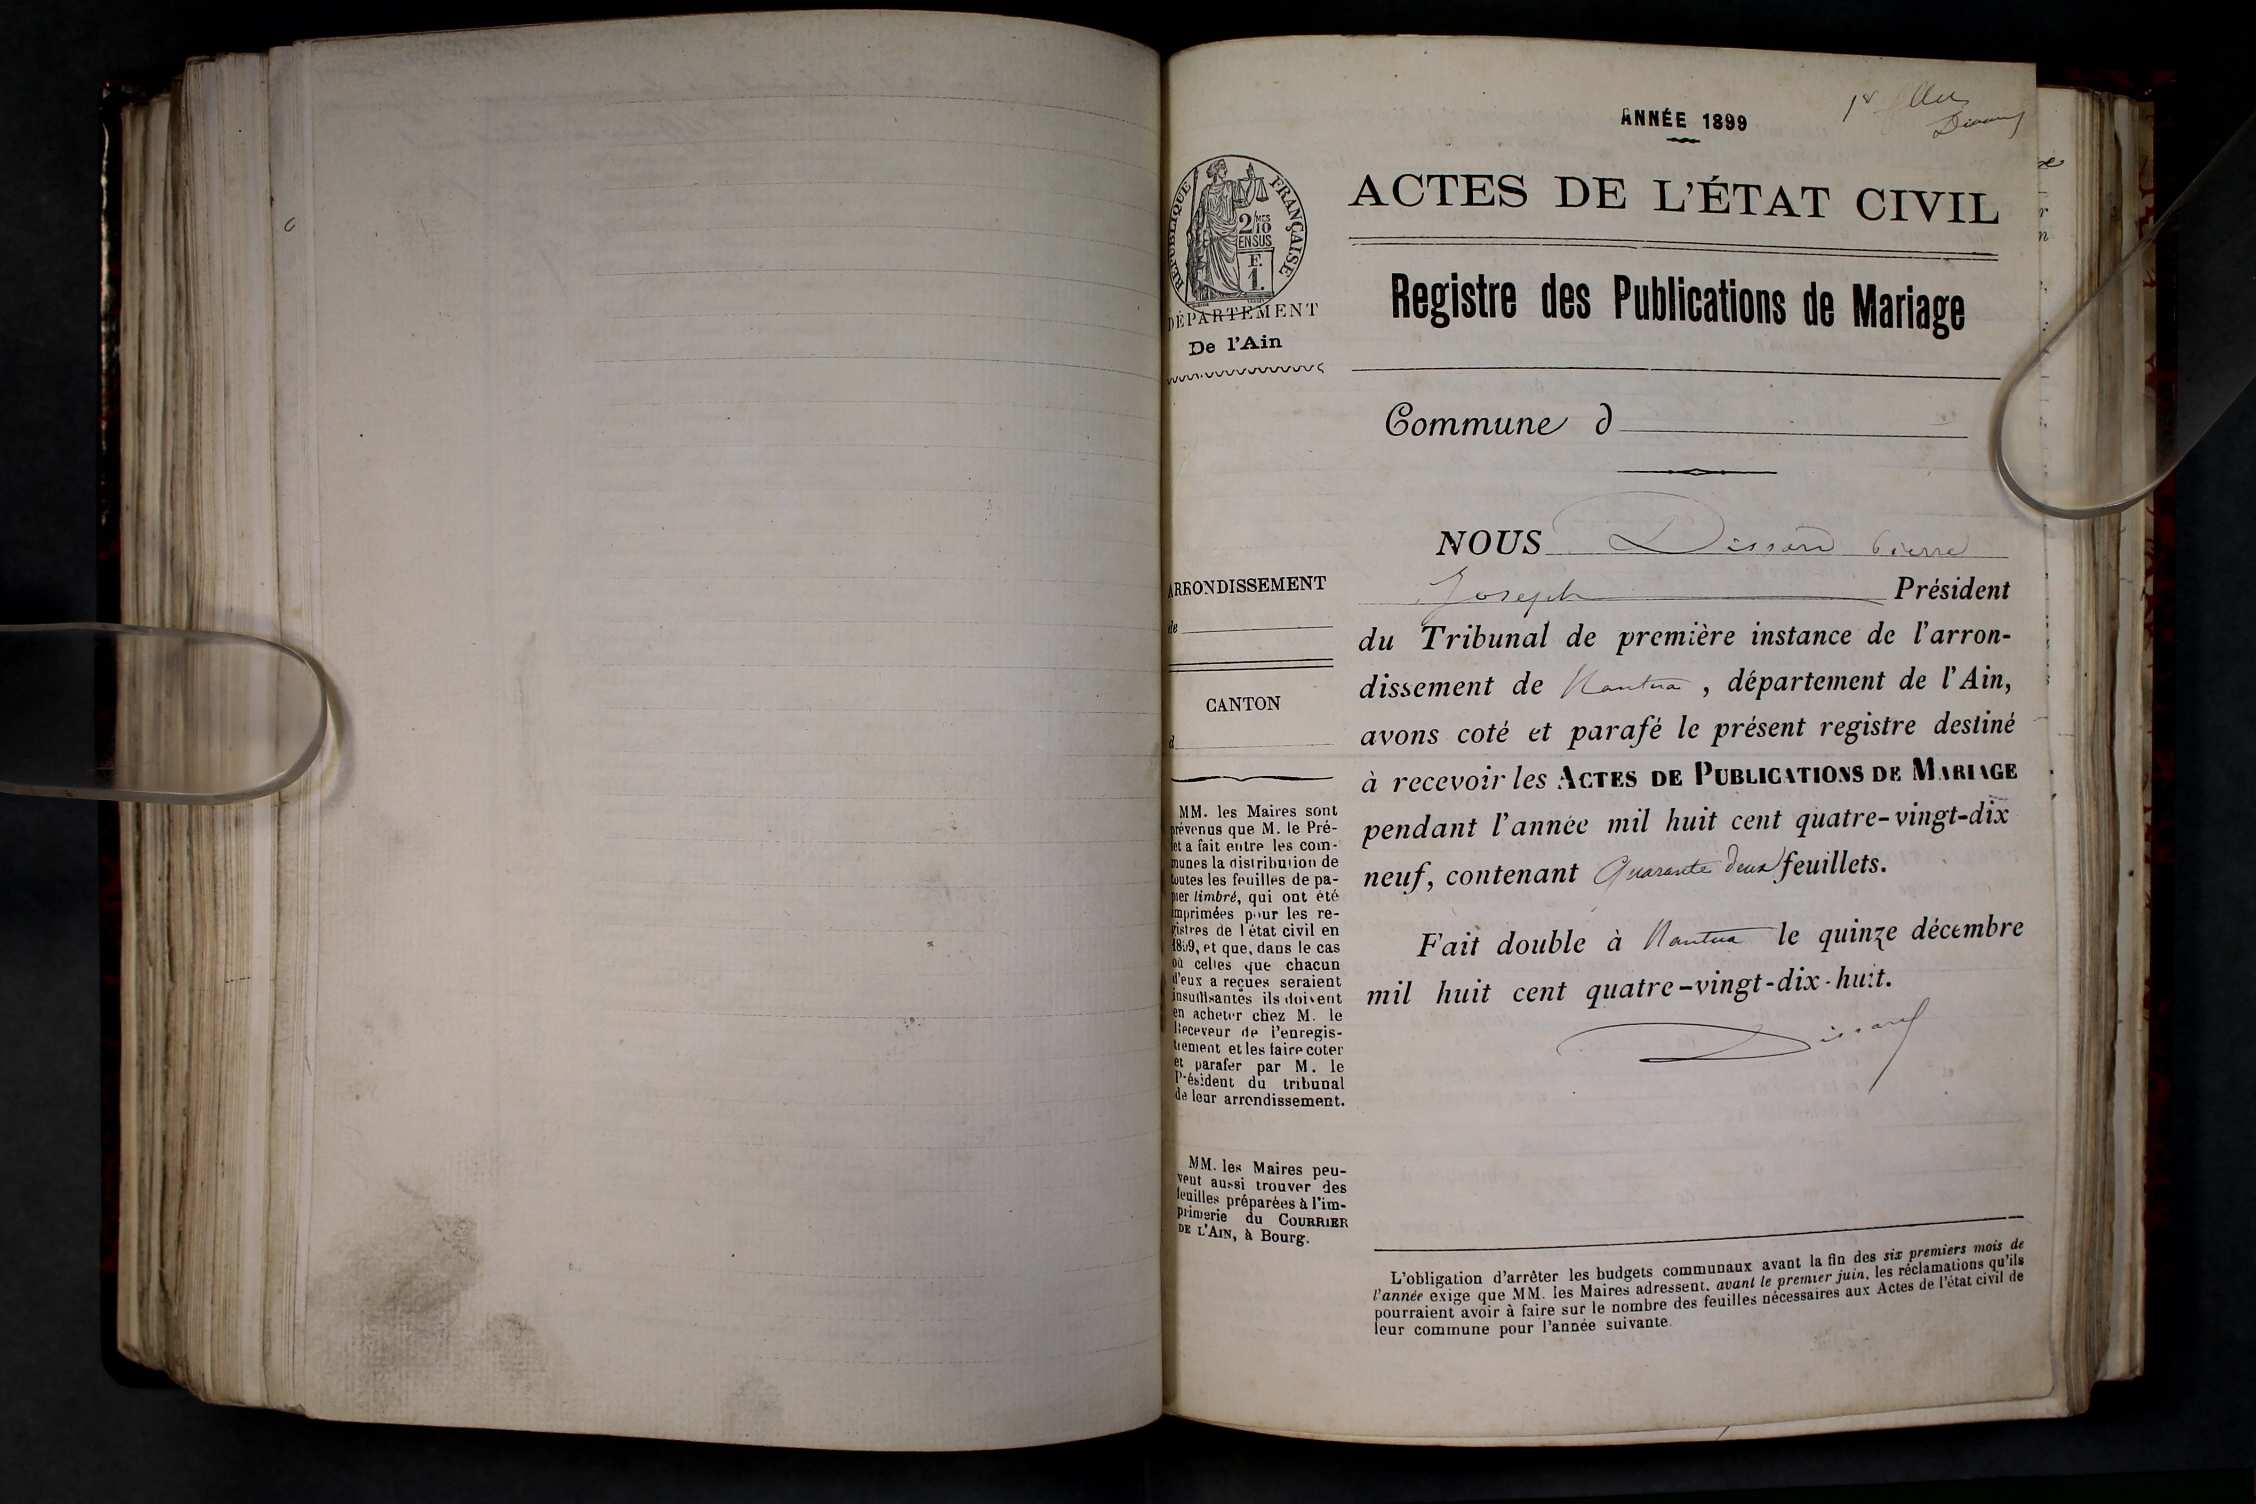 ANNÉE 1899
1er
Dissard
ACTES DE L'ÉTAT CIVIL
RÉPUBLIQUE FRANÇAISE
2/10 MES
EN SUS
F.
1.
DÉPARTEMENT
De l'Ain
Registre des Publications de Mariage
Commune d
NOUS Dissard Pierre
Joseph Président
du Tribunal de première instance de l'arron-
dissement de Nantua, département de l'Ain,
avons coté et parafé le présent registre destiné
à recevoir les ACTES DE PUBLICATIONS DE MARIAGE
pendant l'année mil huit cent quatre-vingt-dix
neuf, contenant Quarante deux feuillets.
Fait double à Nantua le quinze décembre
mil huit cent quatre-vingt-dix-huit.
Dissard
ARRONDISSEMENT
de
CANTON
d
MM. les Maires sont
prévenus que M. le Pré-
fet a fait entre les com-
munes la distribution de
toutes les feuilles de pa-
pier timbré, qui ont été
imprimées pour les re-
gistres de l'état civil en
1899, et que, dans le cas
où celles que chacun
d'eux a reçues seraient
insuffisantes ils doivent
en acheter chez M. le
Receveur de l'enregis-
trement et les faire coter
et parafer par M. le
Président du tribunal
de leur arrondissement.
MM. les Maires peu-
vent aussi trouver des
feuilles préparées à l'im-
primerie du COURRIER
DE L'AIN, à Bourg.
L'obligation d'arrêter les budgets communaux avant la fin des six premiers mois de
l'année exige que MM. les Maires adressent, avant le premier juin, les réclamations qu'ils
pourraient avoir à faire sur le nombre des feuilles nécessaires aux Actes de l'état civil de
leur commune pour l'année suivante.